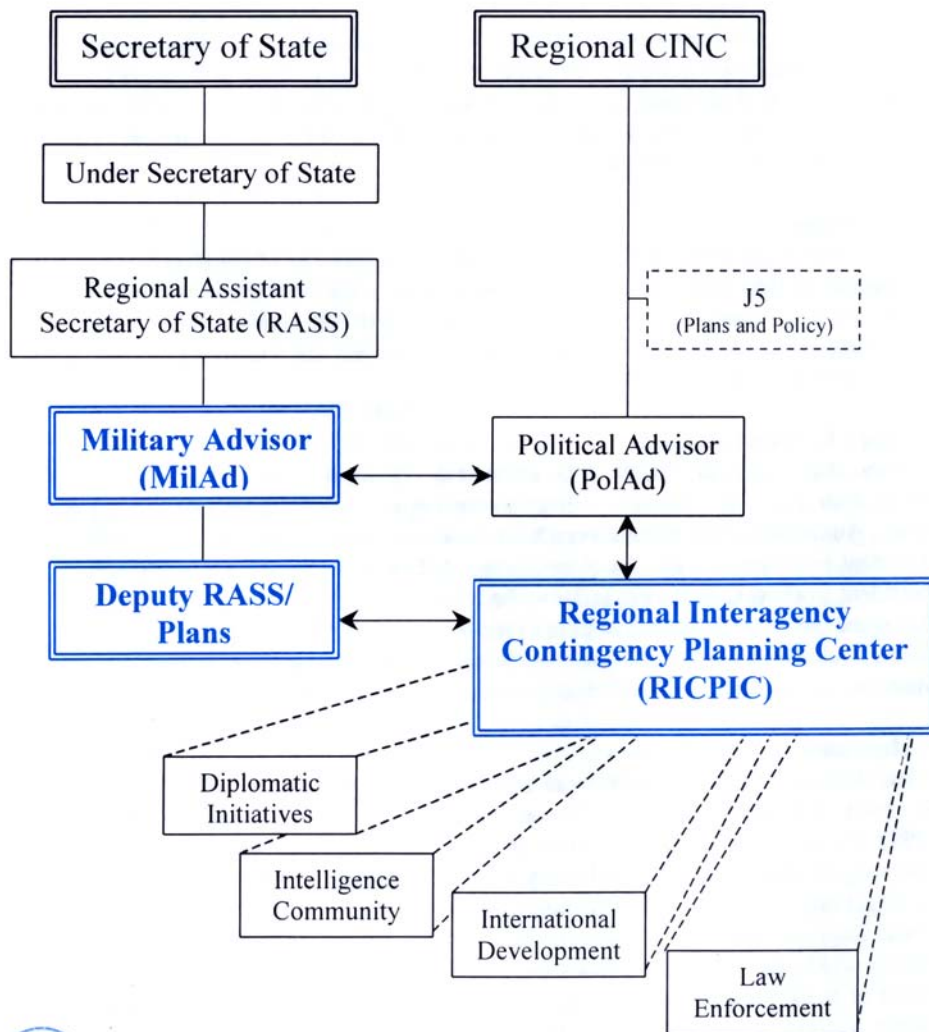 Secretary of State
Regional CINC
Under Secretary of State
Regional Assistant
Secretary of State (RASS)
J5
(Plans and Policy)
Military Advisor
(MilAd)
Political Advisor
(PolAd)
Deputy RASS/
Plans
Regional Interagency
Contingency Planning Center
(RICPIC)
Diplomatic
Initiatives
Intelligence
Community
International
Development
Law
Enforcement